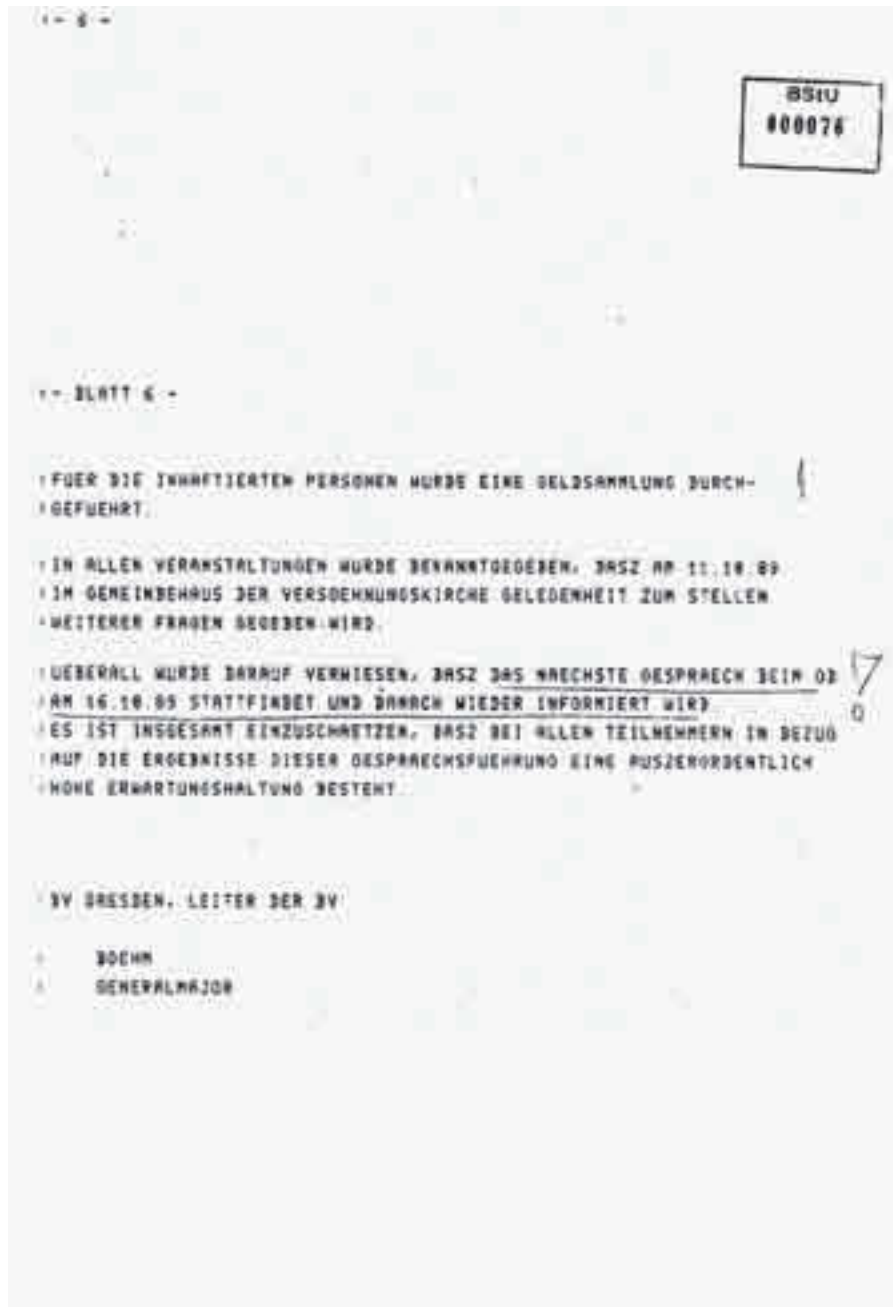 - 6 -
BStU
000076
- BLATT 6 -
FUER DIE INHAFTIERTEN PERSONEN WURDE EINE GELDSAMMLUNG DURCH-
GEFUEHRT.
IN ALLEN VERANSTALTUNGEN WURDE BEKANNTGEGEBEN, DASZ AM 11.10.89
IM GEMEINDEHAUS DER VERSOEHNUNGSKIRCHE GELEGENHEIT ZUM STELLEN
WEITERER FRAGEN GEGEBEN WIRD.
UEBERALL WURDE DARAUF VERWIESEN, DASZ DAS NAECHSTE GESPRAECH BEIM OB
AM 16.10.89 STATTFINDET UND DANACH WIEDER INFORMIERT WIRD
ES IST INSGESAMT EINZUSCHAETZEN, DASZ BEI ALLEN TEILNEHMERN IN BEZUG
AUF DIE ERGEBNISSE DIESER GESPRAECHSFUEHRUNG EINE AUSZERORDENTLICH
HOHE ERWARTUNGSHALTUNG BESTEHT.
BV DRESDEN, LEITER DER BV
BOEHM
GENERALMAJOR